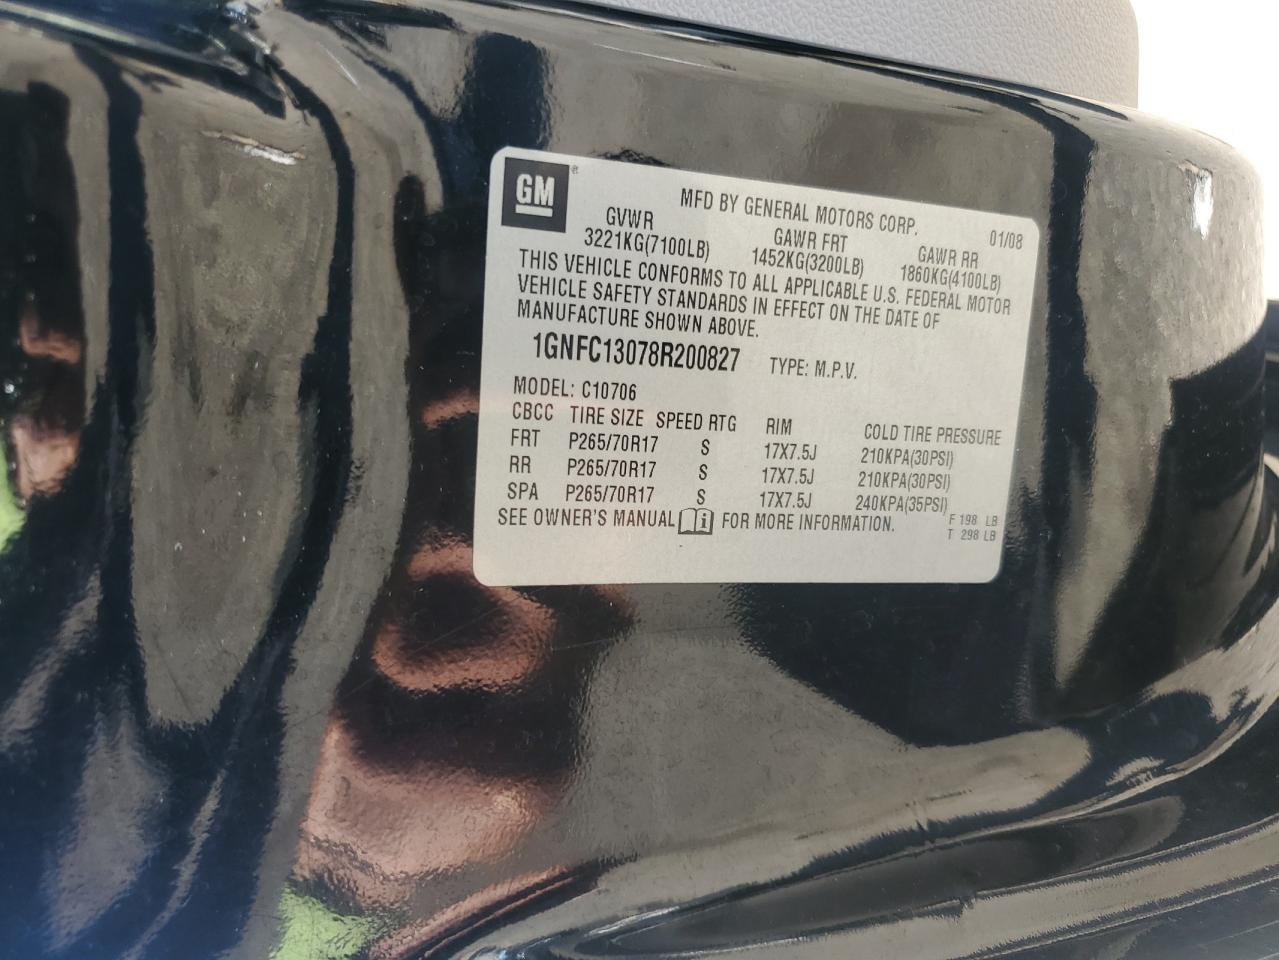 GM
MFD BY GENERAL MOTORS CORP. 01/08
GVWR GAWR FRT GAWR RR
3221KG(7100LB) 1452KG(3200LB) 1860KG(4100LB)
THIS VEHICLE CONFORMS TO ALL APPLICABLE U.S. FEDERAL MOTOR
VEHICLE SAFETY STANDARDS IN EFFECT ON THE DATE OF
MANUFACTURE SHOWN ABOVE.
1GNFC13078R200827 TYPE: M.P.V.
MODEL: C10706
CBCC TIRE SIZE SPEED RTG RIM COLD TIRE PRESSURE
FRT P265/70R17 S 17X7.5J 210KPA(30PSI)
RR P265/70R17 S 17X7.5J 210KPA(30PSI)
SPA P265/70R17 S 17X7.5J 240KPA(35PSI)
SEE OWNER'S MANUAL i FOR MORE INFORMATION.
F 198 LB
T 298 LB